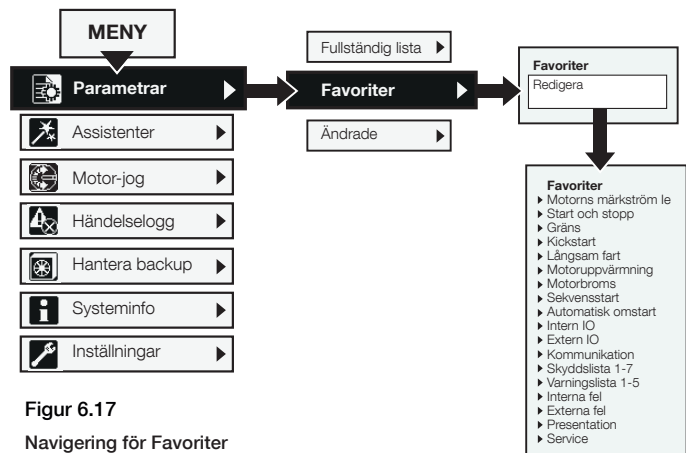 MENY
Parametrar
Assistenter
Motor-jog
Händelselogg
Hantera backup
Systeminfo
Inställningar
Fullständig lista
Favoriter
Ändrade
Favoriter
Redigera
Favoriter
Motorns märkström le
Start och stopp
Gräns
Kickstart
Långsam fart
Motoruppvärmning
Motorbroms
Sekvensstart
Automatisk omstart
Intern IO
Extern IO
Kommunikation
Skyddslista 1-7
Varningslista 1-5
Interna fel
Externa fel
Presentation
Service
Figur 6.17
Navigering för Favoriter